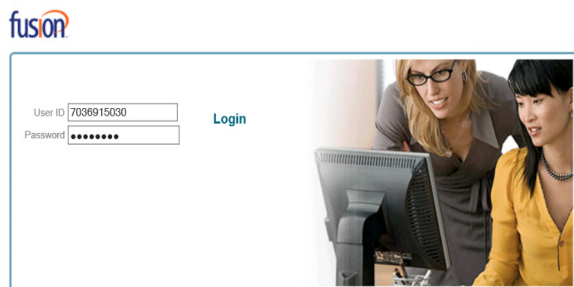 fusion
User ID 7036915030
Login
Password ●●●●●●●●